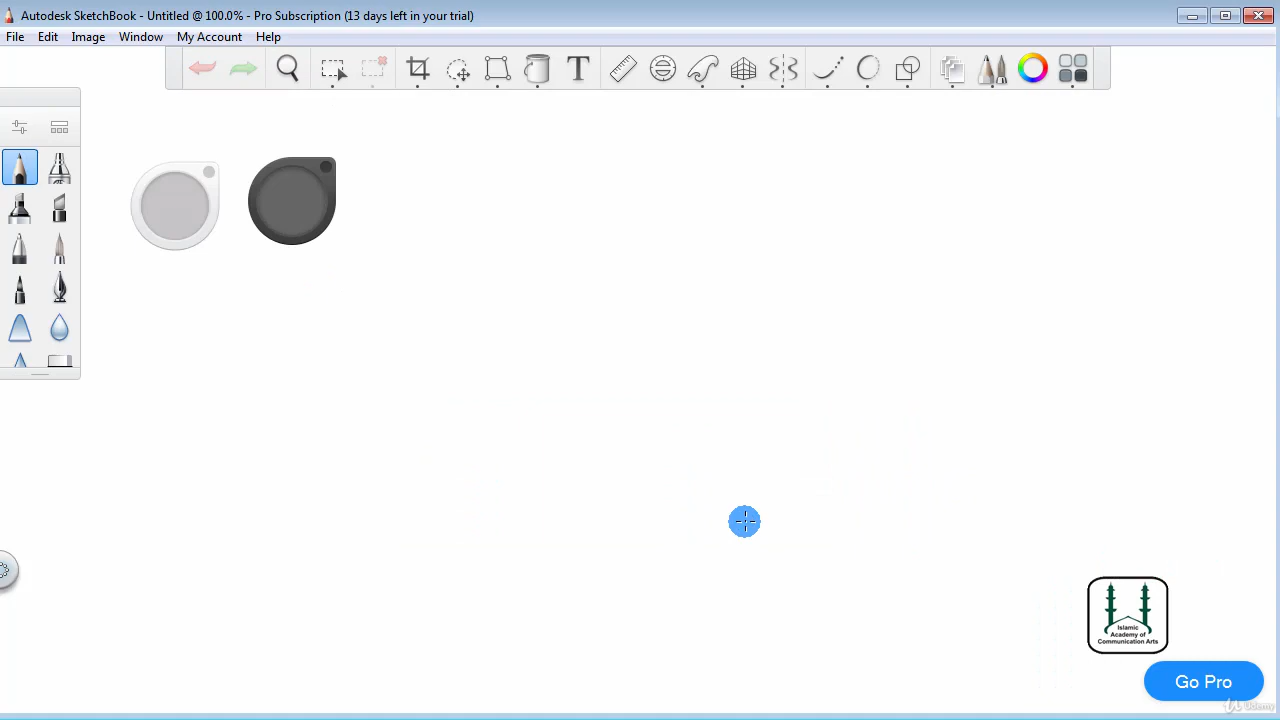 Autodesk SketchBook - Untitled @ 100.0% - Pro Subscription (13 days left in your trial)
File Edit Image Window My Account Help
T
Islamic
Academy of
Communication Arts
Go Pro
Udemy